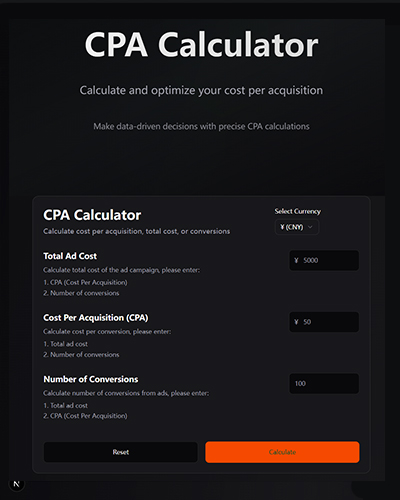 CPA Calculator
Calculate and optimize your cost per acquisition
Make data-driven decisions with precise CPA calculations
CPA Calculator
Calculate cost per acquisition, total cost, or conversions
Select Currency
¥ (CNY)
Total Ad Cost
Calculate total cost of the ad campaign, please enter:
1. CPA (Cost Per Acquisition)
2. Number of conversions
¥ 5000
Cost Per Acquisition (CPA)
Calculate cost per conversion, please enter:
1. Total ad cost
2. Number of conversions
¥ 50
Number of Conversions
Calculate number of conversions from ads, please enter:
1. Total ad cost
2. CPA (Cost Per Acquisition)
100
Reset
Calculate
N